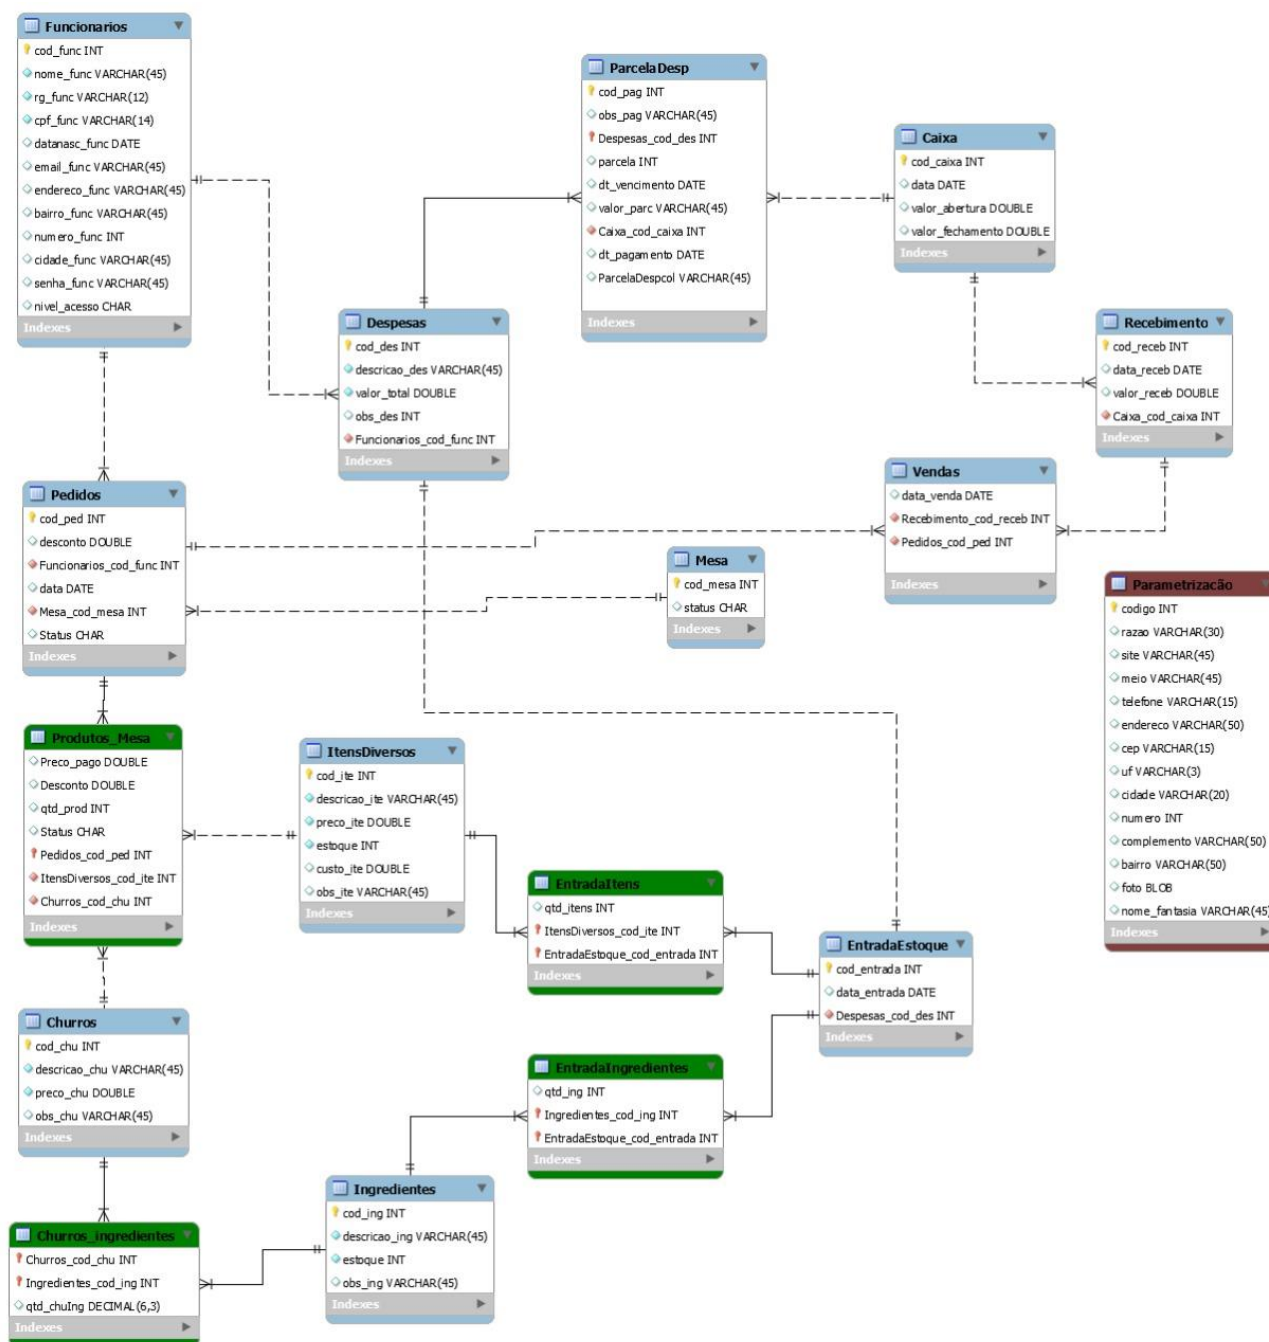 Funcionarios
cod_func INT
nome_func VARCHAR(45)
rg_func VARCHAR(12)
cpf_func VARCHAR(14)
datanasc_func DATE
email_func VARCHAR(45)
endereco_func VARCHAR(45)
bairro_func VARCHAR(45)
numero_func INT
cidade_func VARCHAR(45)
senha_func VARCHAR(45)
nivel_acesso CHAR
Indexes
ParcelaDesp
cod_pag INT
obs_pag VARCHAR(45)
Despesas_cod_des INT
parcela INT
dt_vencimento DATE
valor_parc VARCHAR(45)
Caixa_cod_caixa INT
dt_pagamento DATE
ParcelaDespcol VARCHAR(45)
Indexes
Caixa
cod_caixa INT
data DATE
valor_abertura DOUBLE
valor_fechamento DOUBLE
Indexes
Despesas
cod_des INT
descricao_des VARCHAR(45)
valor_total DOUBLE
obs_des INT
Funcionarios_cod_func INT
Indexes
Recebimento
cod_receb INT
data_receb DATE
valor_receb DOUBLE
Caixa_cod_caixa INT
Indexes
Pedidos
cod_ped INT
desconto DOUBLE
Funcionarios_cod_func INT
data DATE
Mesa_cod_mesa INT
Status CHAR
Indexes
Vendas
data_venda DATE
Recebimento_cod_receb INT
Pedidos_cod_ped INT
Indexes
Mesa
cod_mesa INT
status CHAR
Indexes
Parametrização
codigo INT
razao VARCHAR(30)
site VARCHAR(45)
meio VARCHAR(45)
telefone VARCHAR(15)
endereco VARCHAR(50)
cep VARCHAR(15)
uf VARCHAR(3)
cidade VARCHAR(20)
numero INT
complemento VARCHAR(50)
bairro VARCHAR(50)
foto BLOB
nome_fantasia VARCHAR(45)
Indexes
Produtos_Mesa
Preco_pago DOUBLE
Desconto DOUBLE
qtd_prod INT
Status CHAR
Pedidos_cod_ped INT
ItensDiversos_cod_ite INT
Churros_cod_chu INT
Indexes
ItensDiversos
cod_ite INT
descricao_ite VARCHAR(45)
preco_ite DOUBLE
estoque INT
custo_ite DOUBLE
obs_ite VARCHAR(45)
Indexes
EntradaItens
qtd_itens INT
ItensDiversos_cod_ite INT
EntradaEstoque_cod_entrada INT
Indexes
EntradaEstoque
cod_entrada INT
data_entrada DATE
Despesas_cod_des INT
Indexes
Churros
cod_chu INT
descricao_chu VARCHAR(45)
preco_chu DOUBLE
obs_chu VARCHAR(45)
Indexes
EntradaIngredientes
qtd_ing INT
Ingredientes_cod_ing INT
EntradaEstoque_cod_entrada INT
Indexes
Ingredientes
cod_ing INT
descricao_ing VARCHAR(45)
estoque INT
obs_ing VARCHAR(45)
Indexes
Churros_ingredientes
Churros_cod_chu INT
Ingredientes_cod_ing INT
qtd_chuIng DECIMAL(6,3)
Indexes